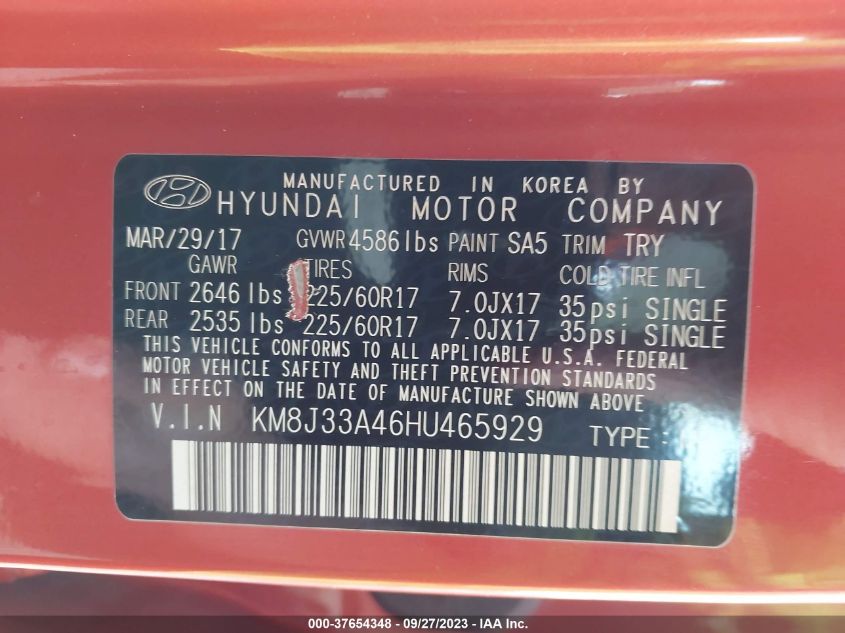 MANUFACTURED IN KOREA BY
HYUNDAI MOTOR COMPANY
MAR/29/17 GVWR 4586lbs PAINT SA5 TRIM TRY
GAWR TIRES RIMS COLD TIRE INFL
FRONT 2646 lbs 225/60R17 7.0JX17 35psi SINGLE
REAR 2535 lbs 225/60R17 7.0JX17 35psi SINGLE
THIS VEHICLE CONFORMS TO ALL APPLICABLE U.S.A. FEDERAL
MOTOR VEHICLE SAFETY AND THEFT PREVENTION STANDARDS
IN EFFECT ON THE DATE OF MANUFACTURE SHOWN ABOVE
V.I.N KM8J33A46HU465929 TYPE :
000-37654348 - 09/27/2023 - IAA Inc.